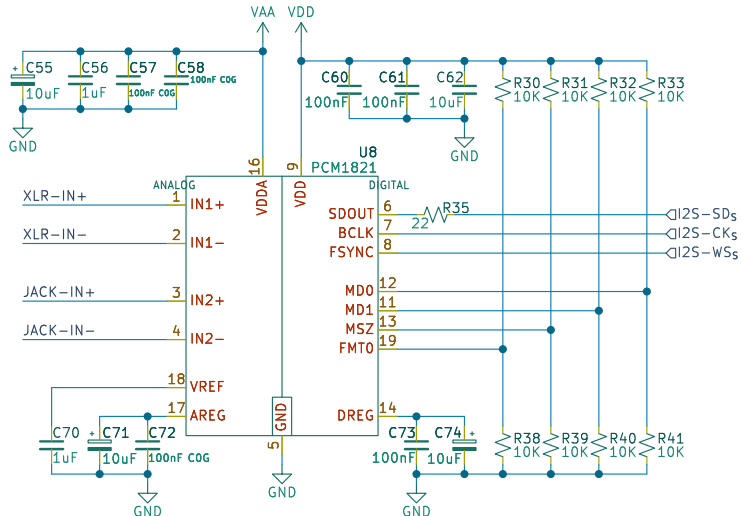 VAA VDD
+ C55 10uF
C56 1uF
C57 100nF C0G
C58 100nF C0G
GND
C60 100nF
C61 100nF
C62 10uF
GND
R30 10K
R31 10K
R32 10K
R33 10K
U8
PCM1821
ANALOG DIGITAL
16 VDDA
9 VDD
XLR-IN+ 1 IN1+
XLR-IN- 2 IN1-
JACK-IN+ 3 IN2+
JACK-IN- 4 IN2-
18 VREF
17 AREG
SDOUT 6 R35 22 I2S-SDs
BCLK 7 I2S-CKs
FSYNC 8 I2S-WSs
MD0 12
MD1 11
MSZ 13
FMT0 19
DREG 14
GND 5
GND
C70 1uF
+ C71 10uF
C72 100nF C0G
GND
C73 100nF
C74 + 10uF
GND
R38 10K
R39 10K
R40 10K
R41 10K